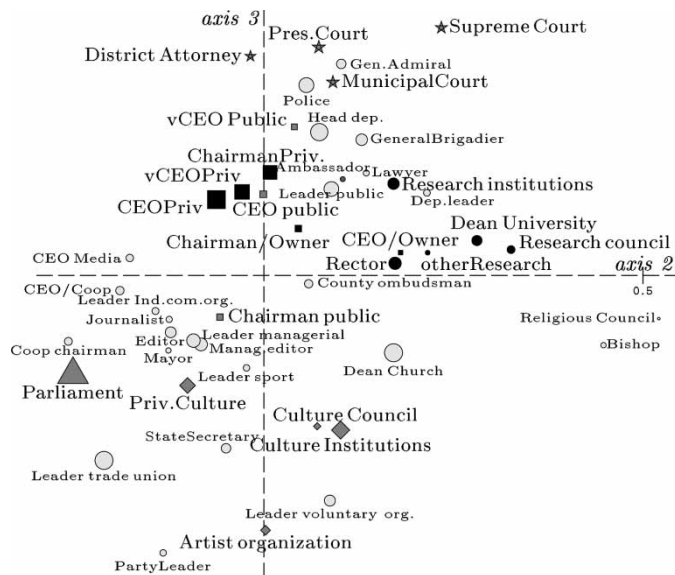 axis 3
Supreme Court
Pres.Court
District Attorney
Gen.Admiral
MunicipalCourt
Police
vCEO Public
Head dep.
GeneralBrigadier
ChairmanPriv.
Ambassador
Lawyer
vCEOPriv
Leader public
Research institutions
Dep.leader
CEOPriv
CEO public
Dean University
Chairman/Owner
CEO/Owner
Research council
CEO Media
Rector
otherResearch
axis 2
CEO/Coop
County ombudsman
0.5
Leader Ind.com.org.
Journalist
Chairman public
Religious Council
Editor
Leader managerial
Coop chairman
Mayor
Manag.editor
Bishop
Dean Church
Leader sport
Parliament
Priv.Culture
Culture Council
StateSecretary
Culture Institutions
Leader trade union
Leader voluntary org.
Artist organization
PartyLeader